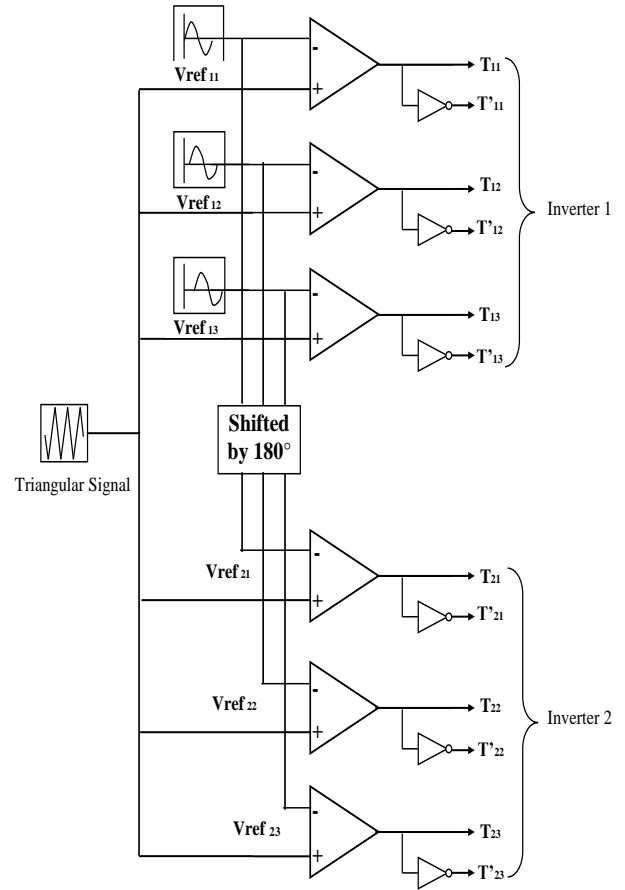 Vref 11
-
+
T11
T'11
Vref 12
-
+
T12
T'12
Inverter 1
Vref 13
-
+
T13
T'13
Shifted
by 180°
Triangular Signal
Vref 21
-
+
T21
T'21
Vref 22
-
+
T22
T'22
Inverter 2
Vref 23
-
+
T23
T'23